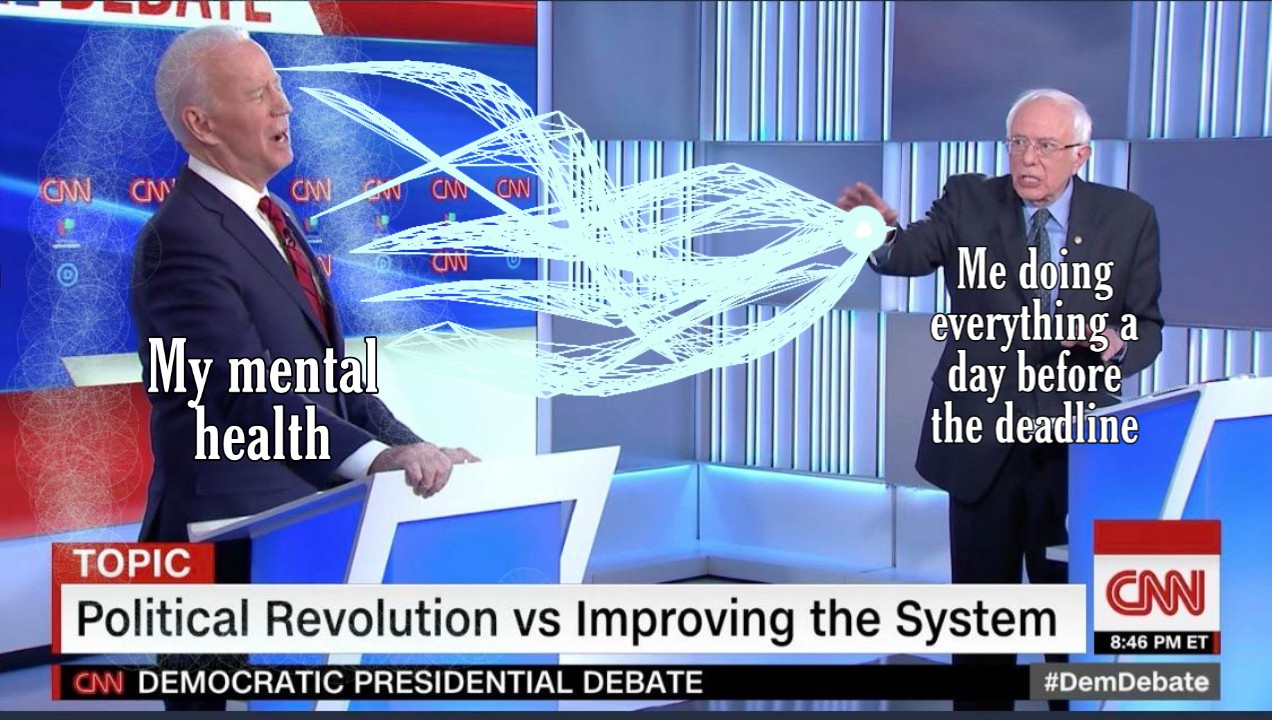 DEBATE
CNN CNN CNN CNN CNN CNN
CNN CNN
My mental
health
Me doing
everything a
day before
the deadline
TOPIC
Political Revolution vs Improving the System
CNN
8:46 PM ET
CNN DEMOCRATIC PRESIDENTIAL DEBATE
#DemDebate